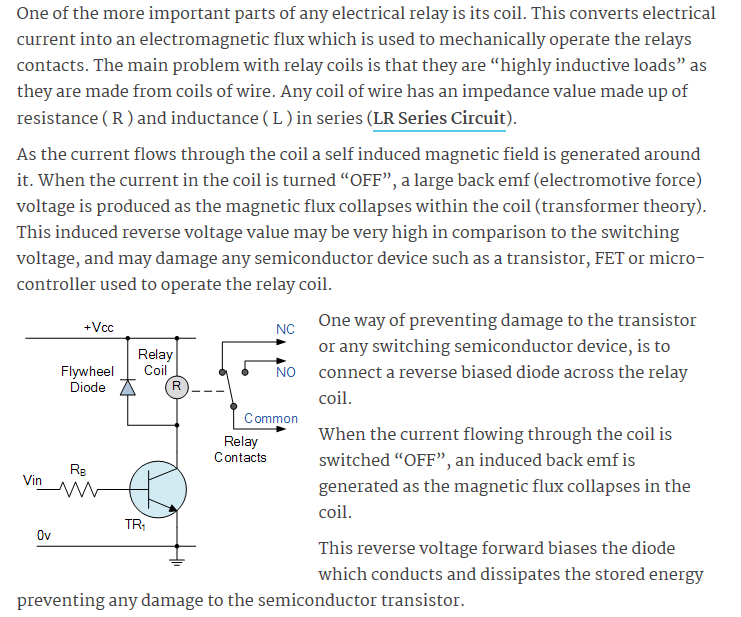 One of the more important parts of any electrical relay is its coil. This converts electrical
current into an electromagnetic flux which is used to mechanically operate the relays
contacts. The main problem with relay coils is that they are “highly inductive loads” as
they are made from coils of wire. Any coil of wire has an impedance value made up of
resistance ( R ) and inductance ( L ) in series (LR Series Circuit).
As the current flows through the coil a self induced magnetic field is generated around
it. When the current in the coil is turned “OFF”, a large back emf (electromotive force)
voltage is produced as the magnetic flux collapses within the coil (transformer theory).
This induced reverse voltage value may be very high in comparison to the switching
voltage, and may damage any semiconductor device such as a transistor, FET or micro-
controller used to operate the relay coil.
+Vcc
NC
Relay
Coil
Flywheel
Diode
R
NO
Common
Relay
Contacts
Vin
RB
TR1
0v
One way of preventing damage to the transistor
or any switching semiconductor device, is to
connect a reverse biased diode across the relay
coil.
When the current flowing through the coil is
switched “OFF”, an induced back emf is
generated as the magnetic flux collapses in the
coil.
This reverse voltage forward biases the diode
which conducts and dissipates the stored energy
preventing any damage to the semiconductor transistor.